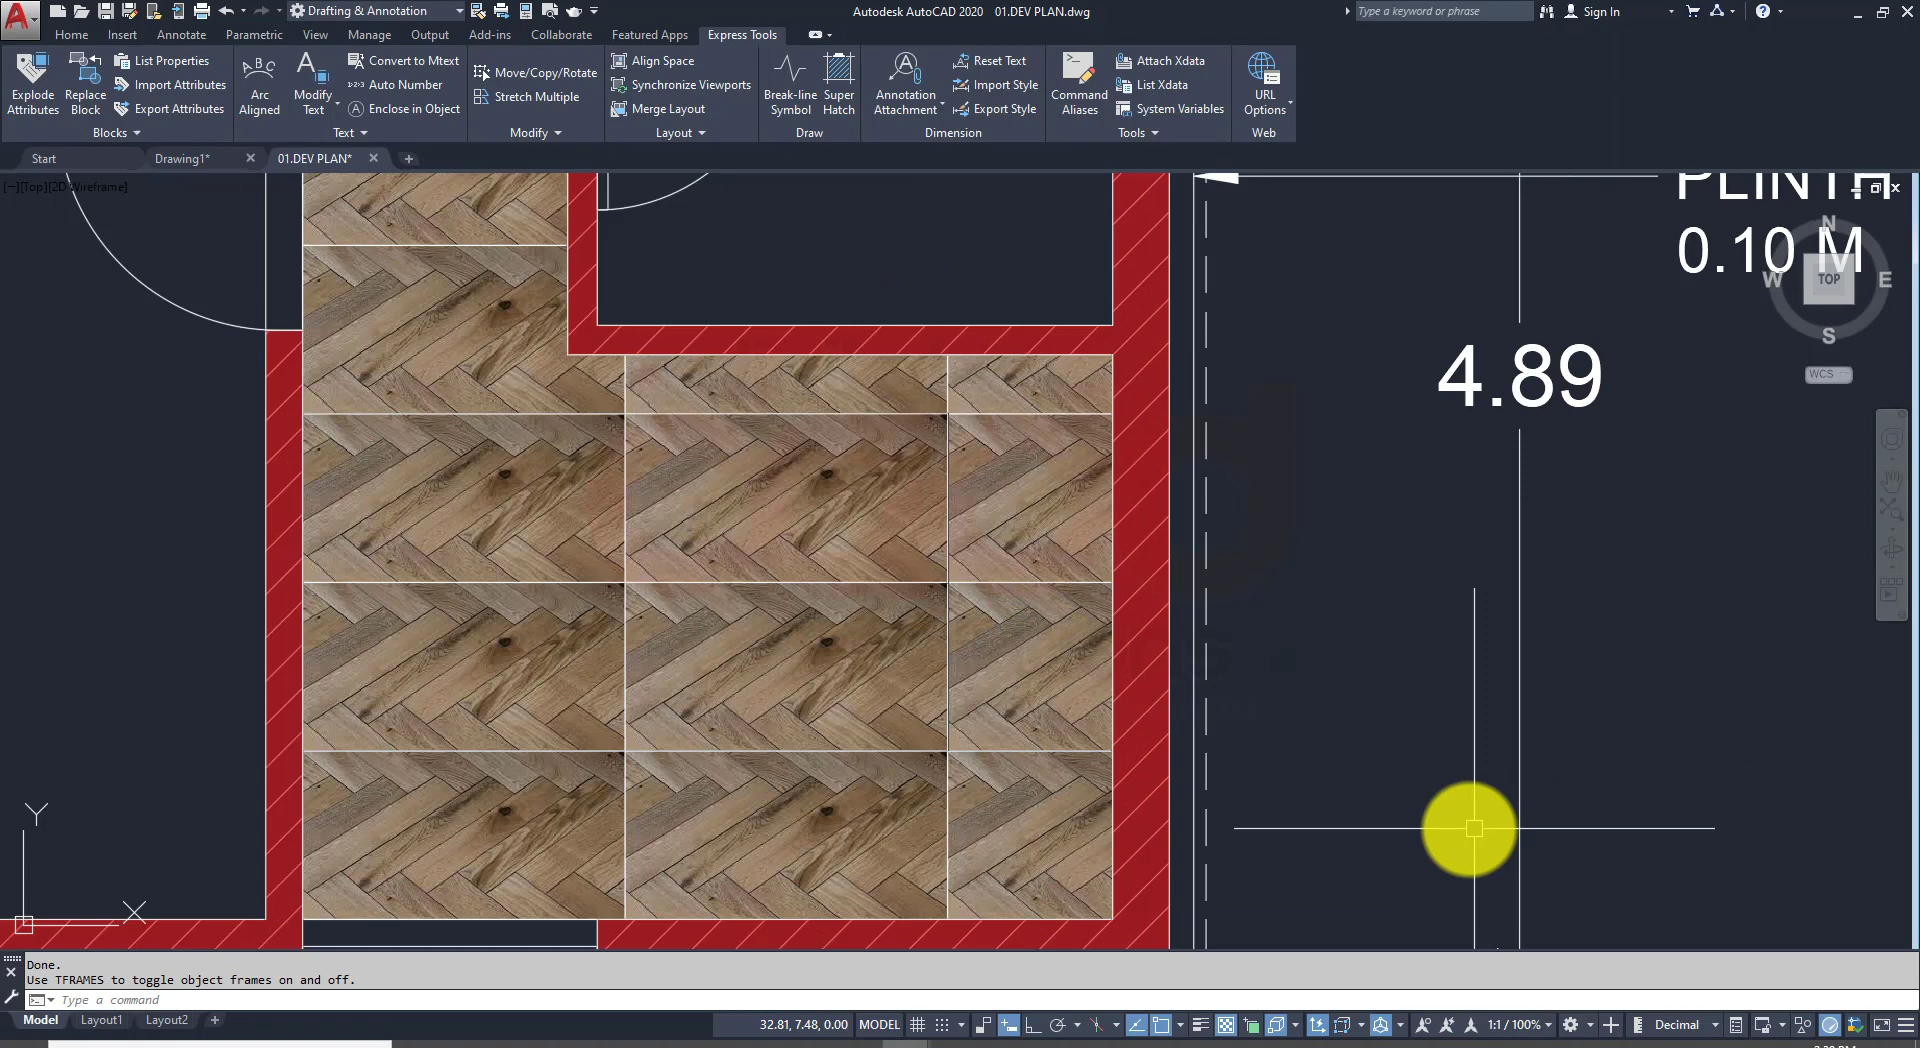 Drafting & Annotation
Autodesk AutoCAD 2020 01.DEV PLAN.dwg
Type a keyword or phrase
Sign In
Home Insert Annotate Parametric View Manage Output Add-ins Collaborate Featured Apps Express Tools
Explode Attributes
Replace Block
List Properties
Import Attributes
Export Attributes
Blocks
Arc Aligned
Modify Text
Convert to Mtext
Auto Number
Enclose in Object
Text
Move/Copy/Rotate
Stretch Multiple
Modify
Align Space
Synchronize Viewports
Merge Layout
Layout
Break-line Symbol
Super Hatch
Draw
Annotation Attachment
Reset Text
Import Style
Export Style
Dimension
Command Aliases
Attach Xdata
List Xdata
System Variables
Tools
URL Options
Web
Start Drawing1* 01.DEV PLAN*
[−][Top][2D Wireframe]
PLINTH
0.10 M
N
W TOP E
S
WCS
4.89
Y
X
Done.
Use TFRAMES to toggle object frames on and off.
Type a command
Model Layout1 Layout2
32.81, 7.48, 0.00 MODEL 1:1 / 100% Decimal